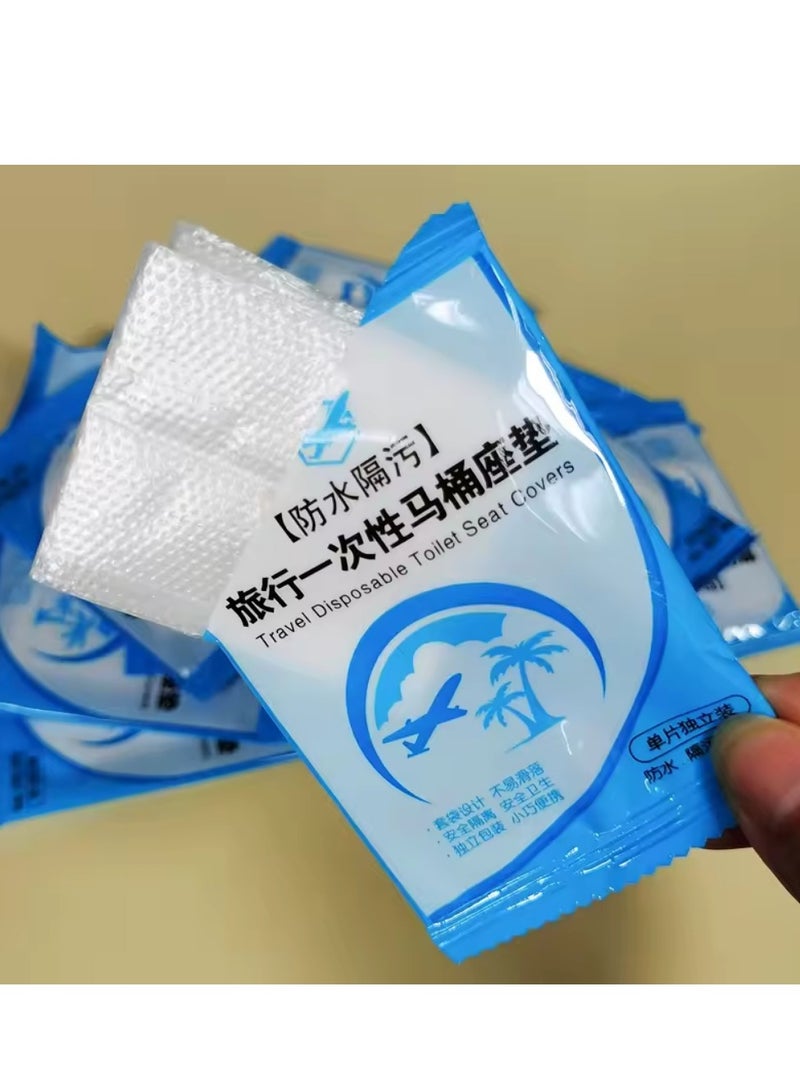 【防水隔污】
旅行一次性马桶座垫
Travel Disposable Toilet Seat Covers
· 套袋设计 不易滑落
· 安全隔离 安全卫生
· 独立包装 小巧便携
单片独立装
防水 隔污